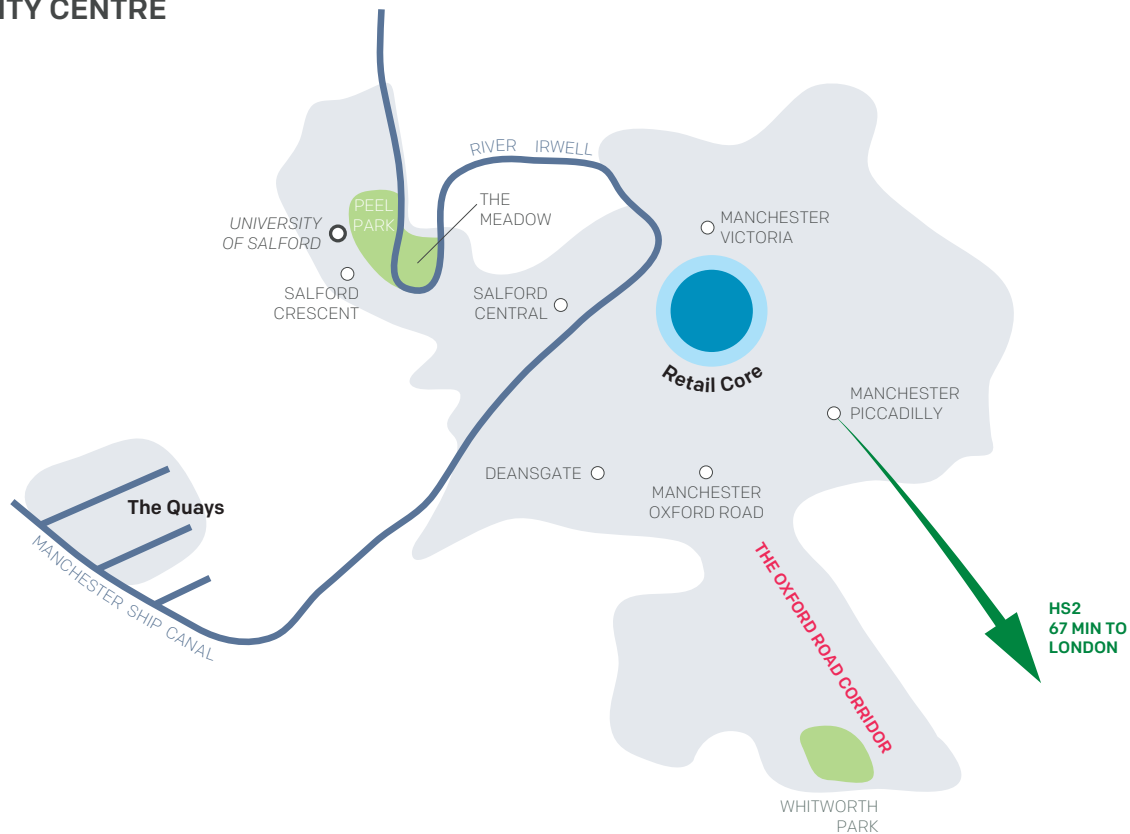 ITY CENTRE
RIVER IRWELL
PEEL
PARK
THE
MEADOW
UNIVERSITY
OF SALFORD
MANCHESTER
VICTORIA
SALFORD
CRESCENT
SALFORD
CENTRAL
Retail Core
MANCHESTER
PICCADILLY
DEANSGATE
MANCHESTER
OXFORD ROAD
The Quays
MANCHESTER SHIP CANAL
THE OXFORD ROAD CORRIDOR
HS2
67 MIN TO
LONDON
WHITWORTH
PARK